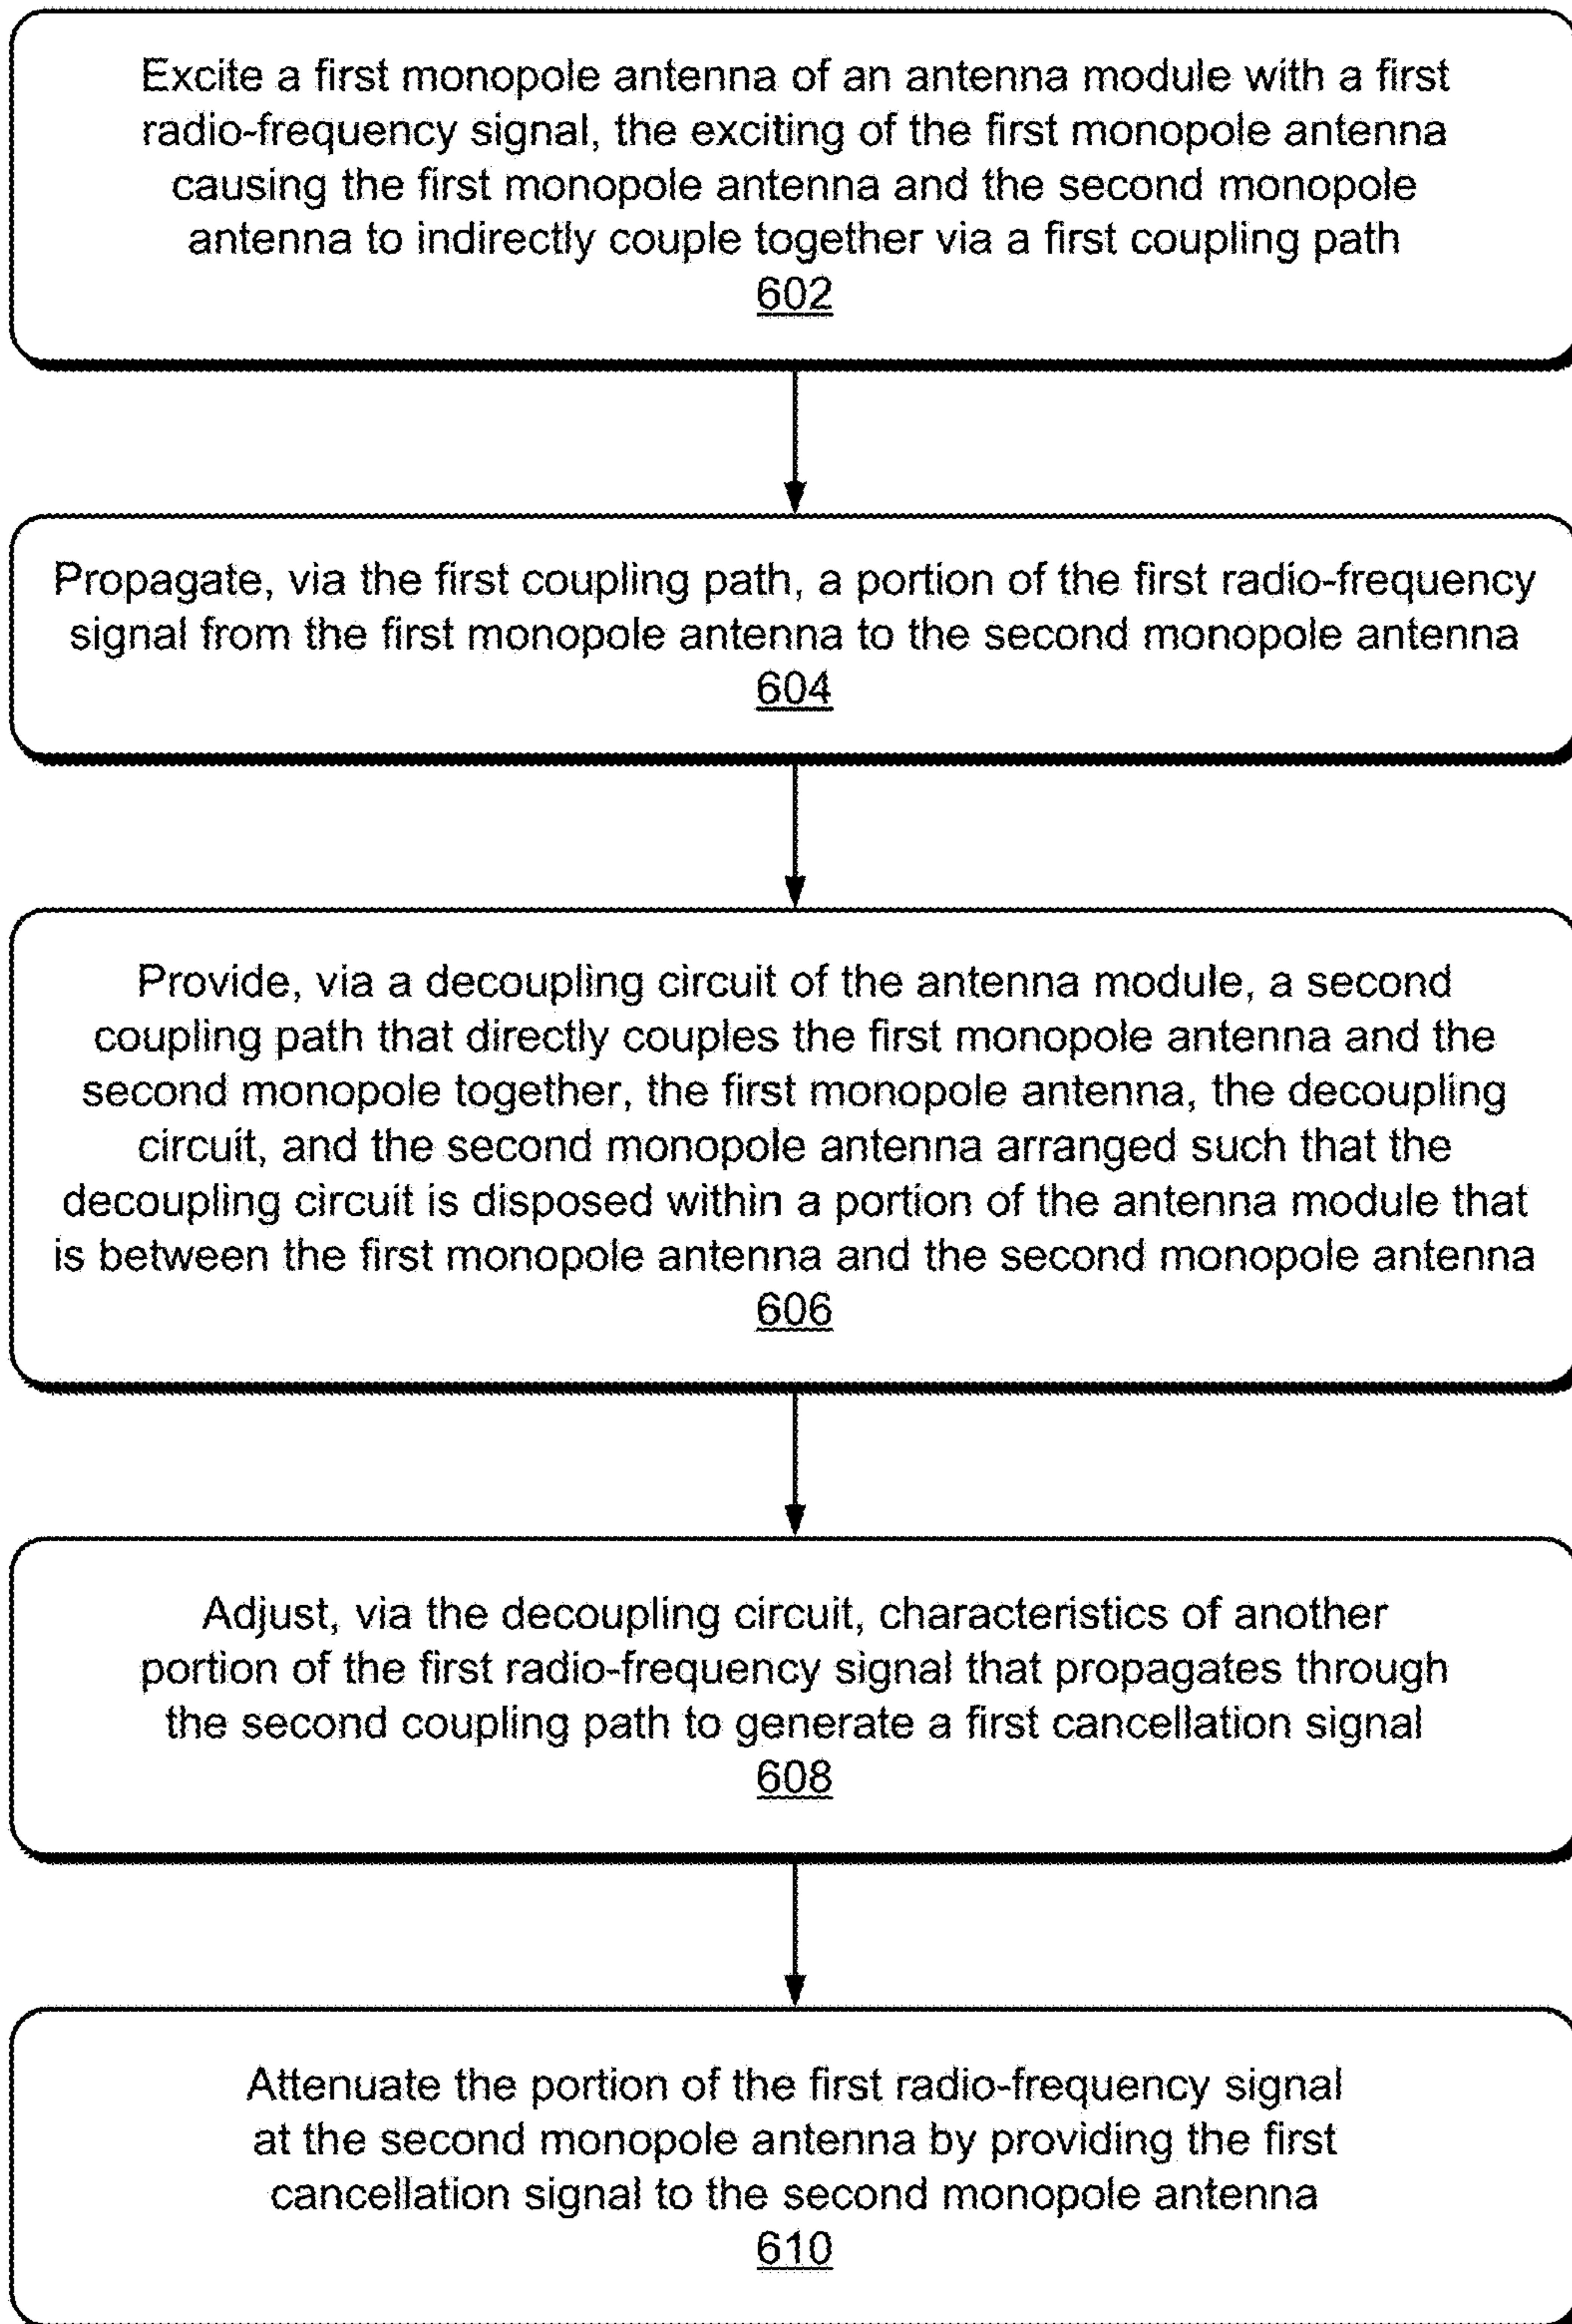 Excite a first monopole antenna of an antenna module with a first
radio-frequency signal, the exciting of the first monopole antenna
causing the first monopole antenna and the second monopole
antenna to indirectly couple together via a first coupling path
602
Propagate, via the first coupling path, a portion of the first radio-frequency
signal from the first monopole antenna to the second monopole antenna
604
Provide, via a decoupling circuit of the antenna module, a second
coupling path that directly couples the first monopole antenna and the
second monopole together, the first monopole antenna, the decoupling
circuit, and the second monopole antenna arranged such that the
decoupling circuit is disposed within a portion of the antenna module that
is between the first monopole antenna and the second monopole antenna
606
Adjust, via the decoupling circuit, characteristics of another
portion of the first radio-frequency signal that propagates through
the second coupling path to generate a first cancellation signal
608
Attenuate the portion of the first radio-frequency signal
at the second monopole antenna by providing the first
cancellation signal to the second monopole antenna
610